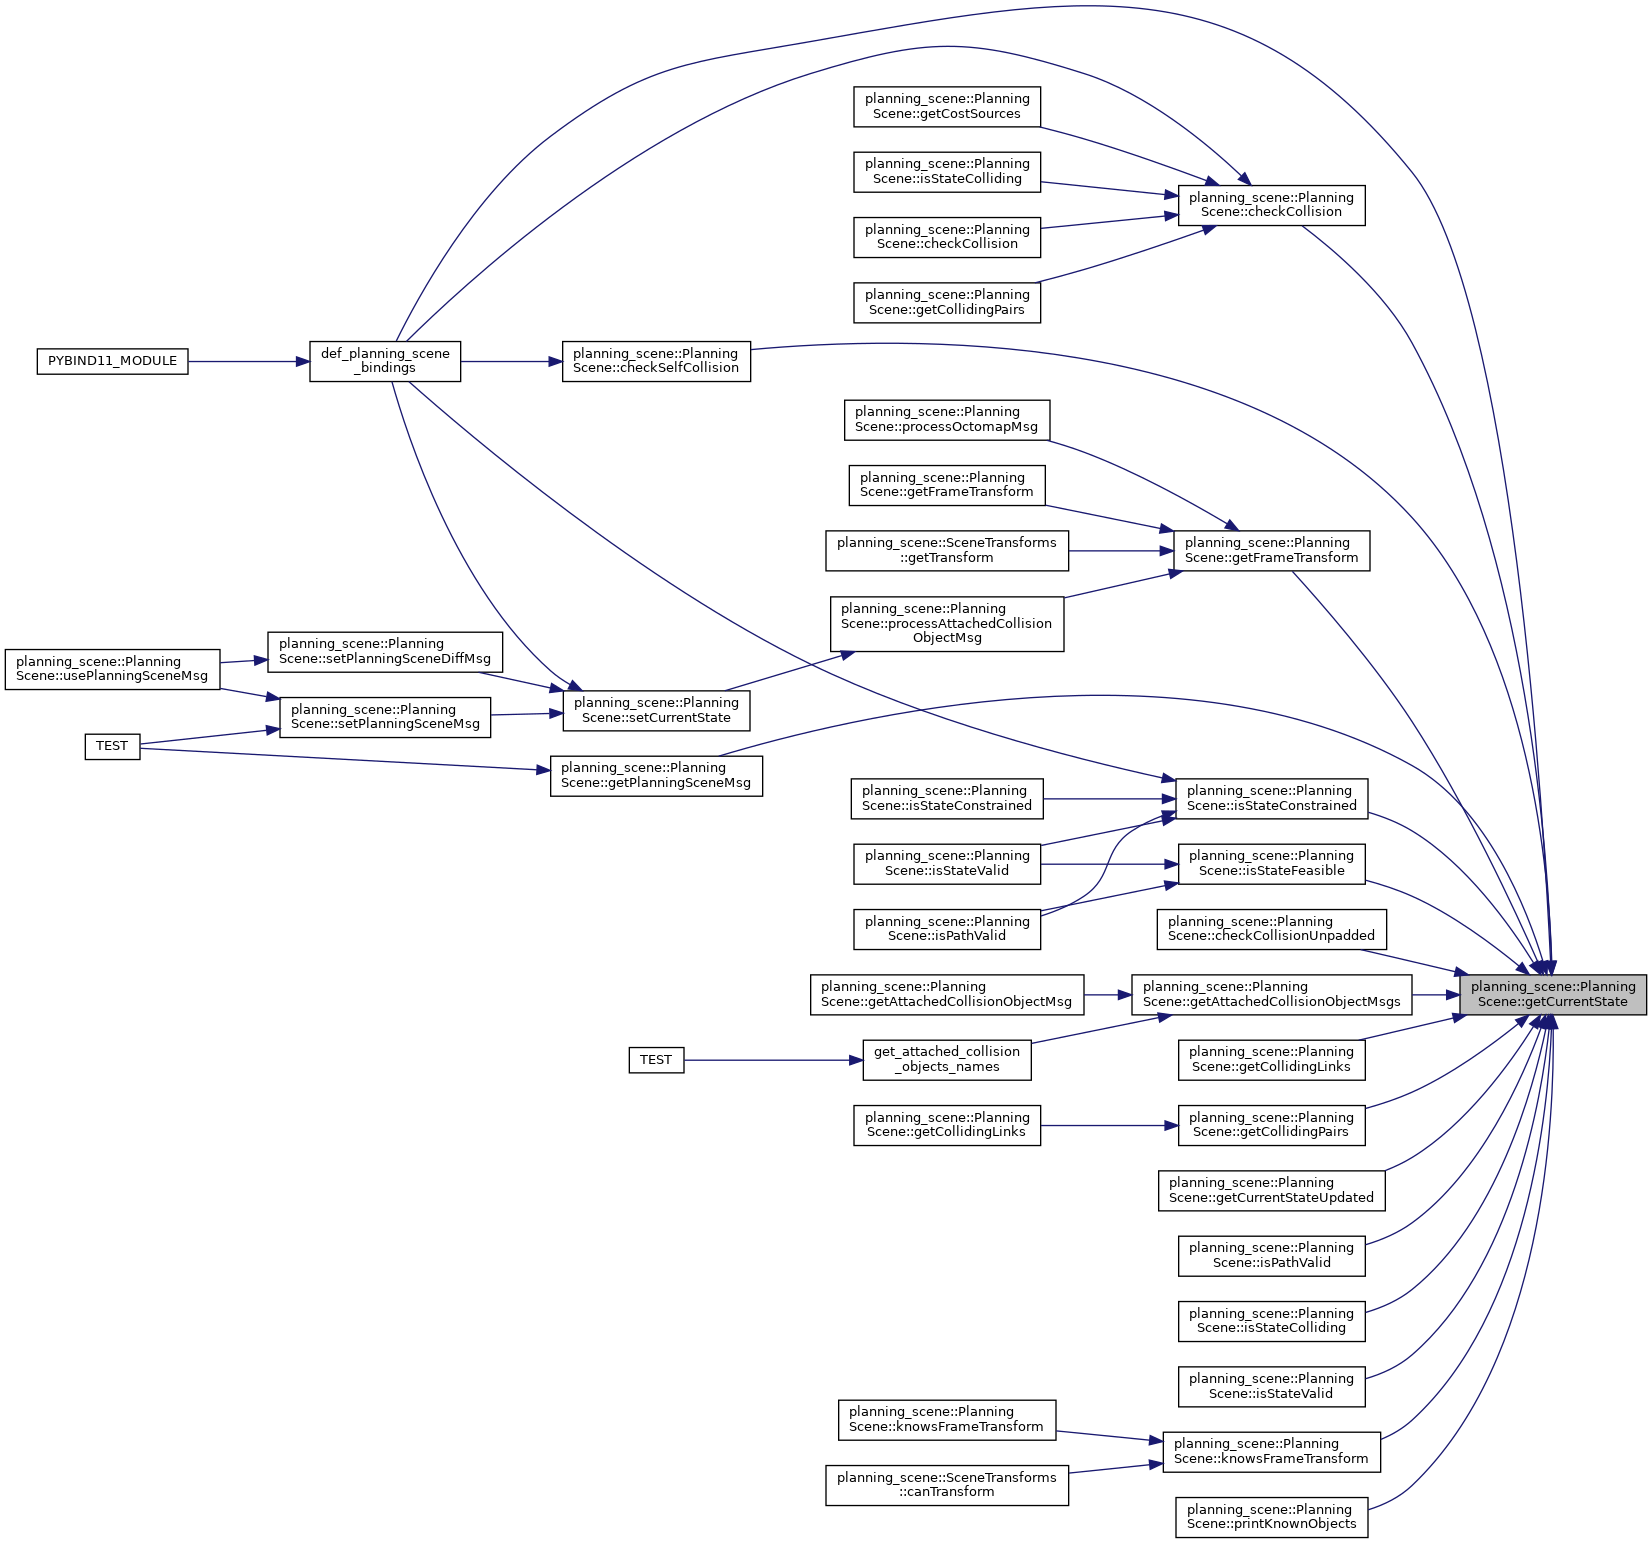 planning_scene::Planning
Scene::getCostSources
planning_scene::Planning
Scene::isStateColliding
planning_scene::Planning
Scene::checkCollision
planning_scene::Planning
Scene::checkCollision
planning_scene::Planning
Scene::getCollidingPairs
PYBIND11_MODULE
def_planning_scene
_bindings
planning_scene::Planning
Scene::checkSelfCollision
planning_scene::Planning
Scene::processOctomapMsg
planning_scene::Planning
Scene::getFrameTransform
planning_scene::SceneTransforms
::getTransform
planning_scene::Planning
Scene::getFrameTransform
planning_scene::Planning
Scene::processAttachedCollision
ObjectMsg
planning_scene::Planning
Scene::usePlanningSceneMsg
planning_scene::Planning
Scene::setPlanningSceneDiffMsg
planning_scene::Planning
Scene::setPlanningSceneMsg
planning_scene::Planning
Scene::setCurrentState
TEST
planning_scene::Planning
Scene::getPlanningSceneMsg
planning_scene::Planning
Scene::isStateConstrained
planning_scene::Planning
Scene::isStateConstrained
planning_scene::Planning
Scene::isStateValid
planning_scene::Planning
Scene::isStateFeasible
planning_scene::Planning
Scene::isPathValid
planning_scene::Planning
Scene::checkCollisionUnpadded
planning_scene::Planning
Scene::getAttachedCollisionObjectMsg
planning_scene::Planning
Scene::getAttachedCollisionObjectMsgs
planning_scene::Planning
Scene::getCurrentState
TEST
get_attached_collision
_objects_names
planning_scene::Planning
Scene::getCollidingLinks
planning_scene::Planning
Scene::getCollidingLinks
planning_scene::Planning
Scene::getCollidingPairs
planning_scene::Planning
Scene::getCurrentStateUpdated
planning_scene::Planning
Scene::isPathValid
planning_scene::Planning
Scene::isStateColliding
planning_scene::Planning
Scene::isStateValid
planning_scene::Planning
Scene::knowsFrameTransform
planning_scene::SceneTransforms
::canTransform
planning_scene::Planning
Scene::knowsFrameTransform
planning_scene::Planning
Scene::printKnownObjects